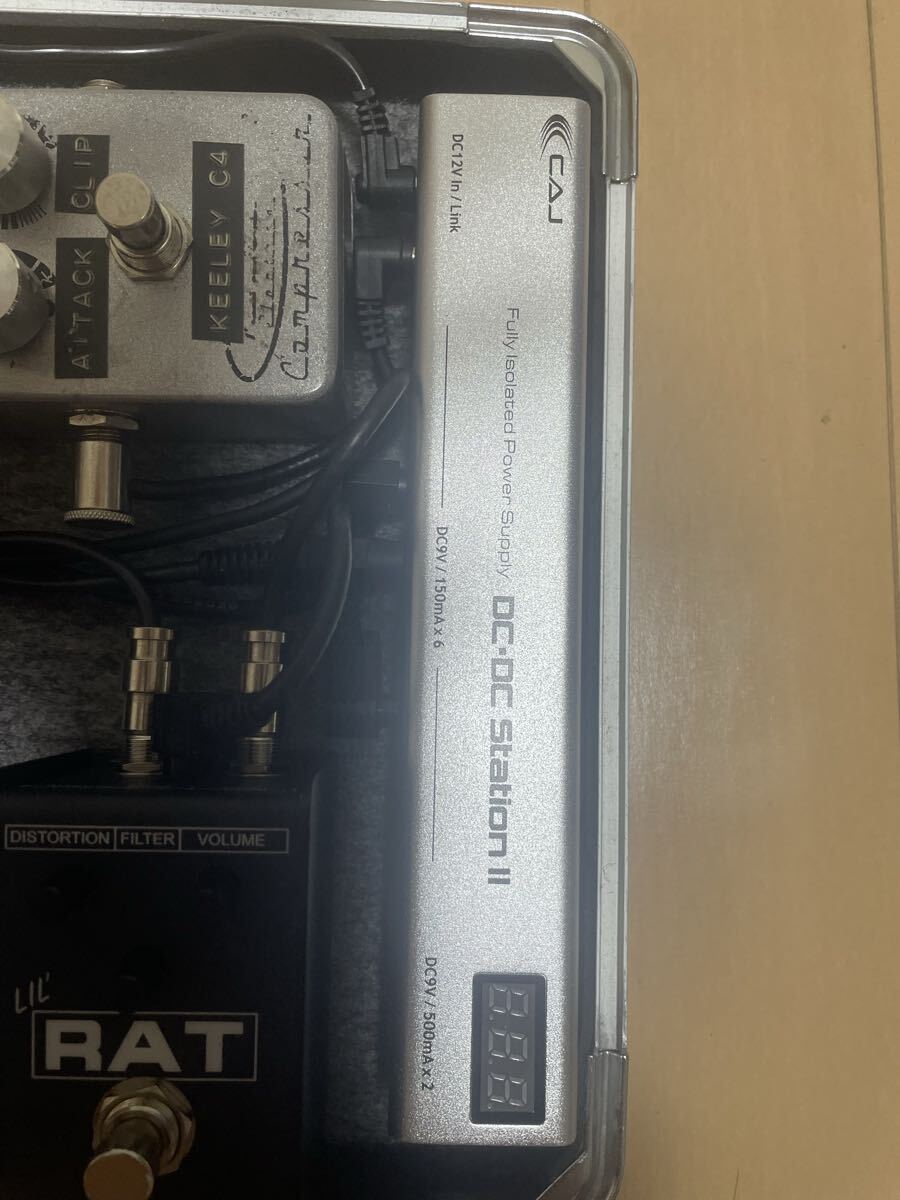 CLIP
ATTACK
KEELEY C4
Compressor
CAJ
DC12V In / Link
Fully Isolated Power Supply DC-DC Station II
DC9V / 150mA x 6
DC9V / 500mA x 2
DISTORTION FILTER VOLUME
LIL'
RAT